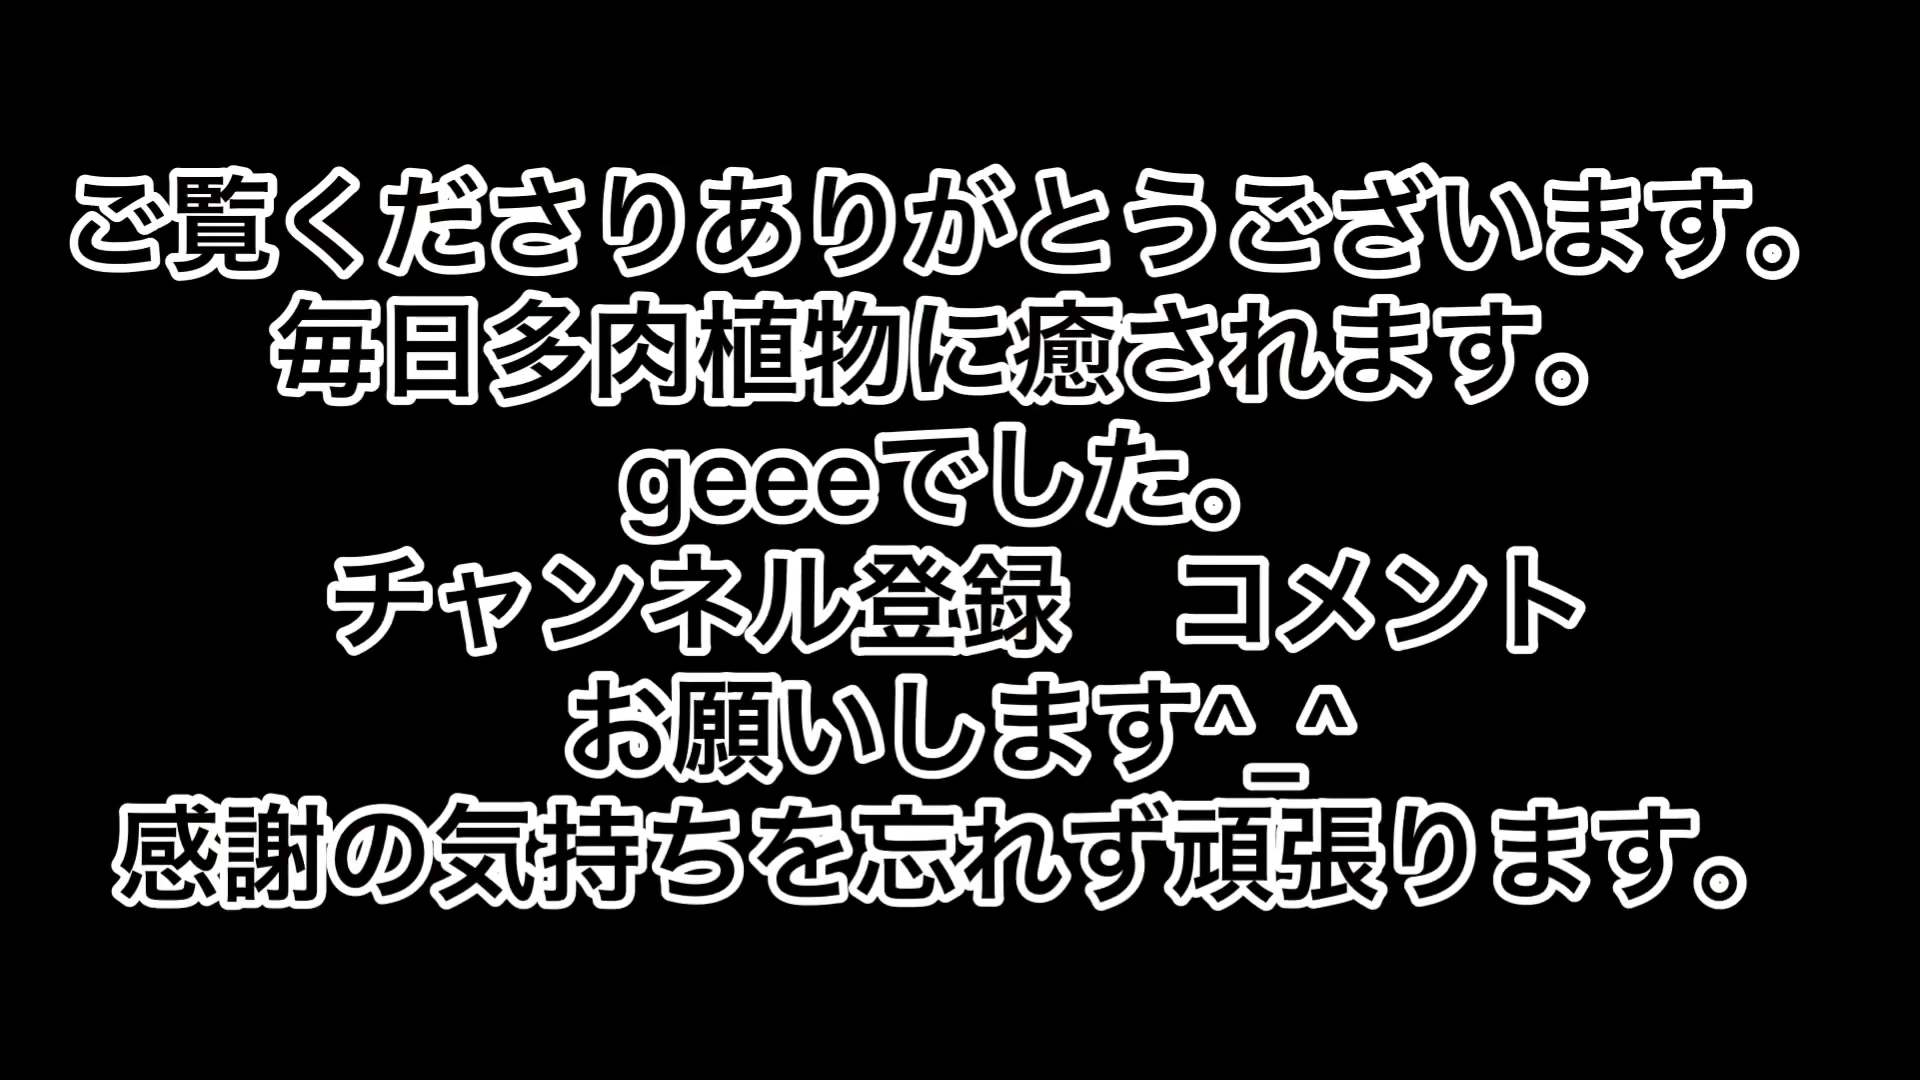 ご覧くださりありがとうございます。
毎日多肉植物に癒されます。
geeeでした。
チャンネル登録　コメント
お願いします^_^
感謝の気持ちを忘れず頑張ります。